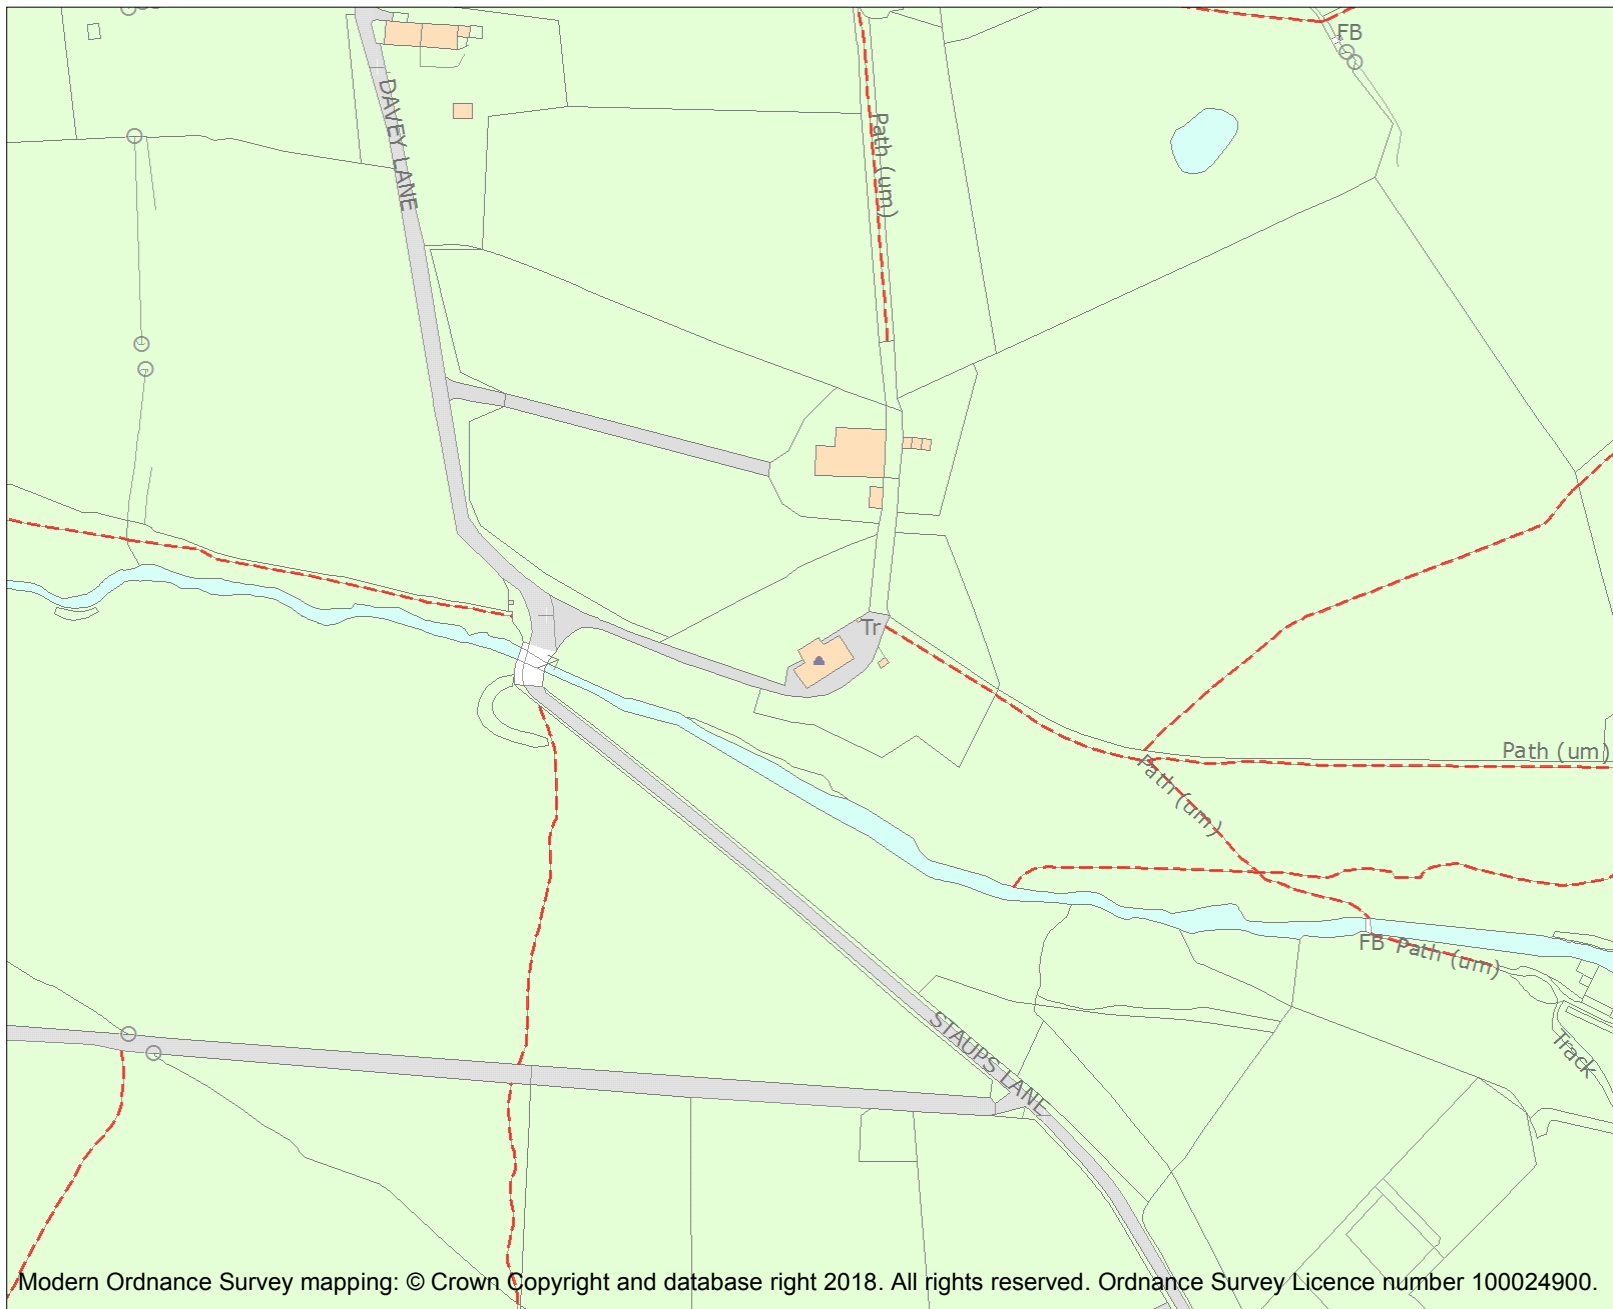 FB
DAVEY LANE
Path (um)
Tr
Path (um)
Path (um)
FB Path (um)
STAUPS LANE
Track
Modern Ordnance Survey mapping: © Crown Copyright and database right 2018. All rights reserved. Ordnance Survey Licence number 100024900.